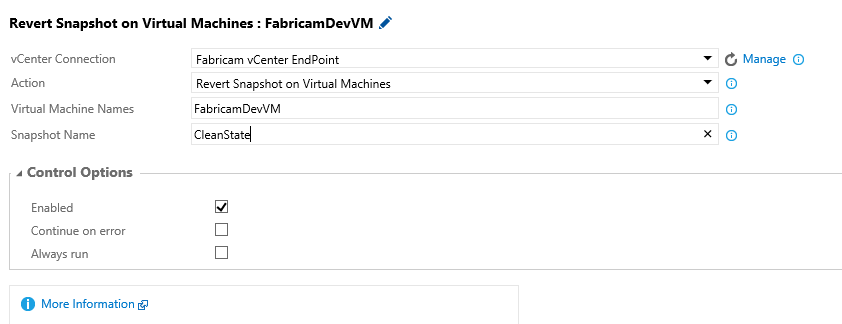 Revert Snapshot on Virtual Machines : FabricamDevVM
vCenter Connection Fabricam vCenter EndPoint Manage
Action Revert Snapshot on Virtual Machines
Virtual Machine Names FabricamDevVM
Snapshot Name CleanState
Control Options
Enabled
Continue on error
Always run
More Information